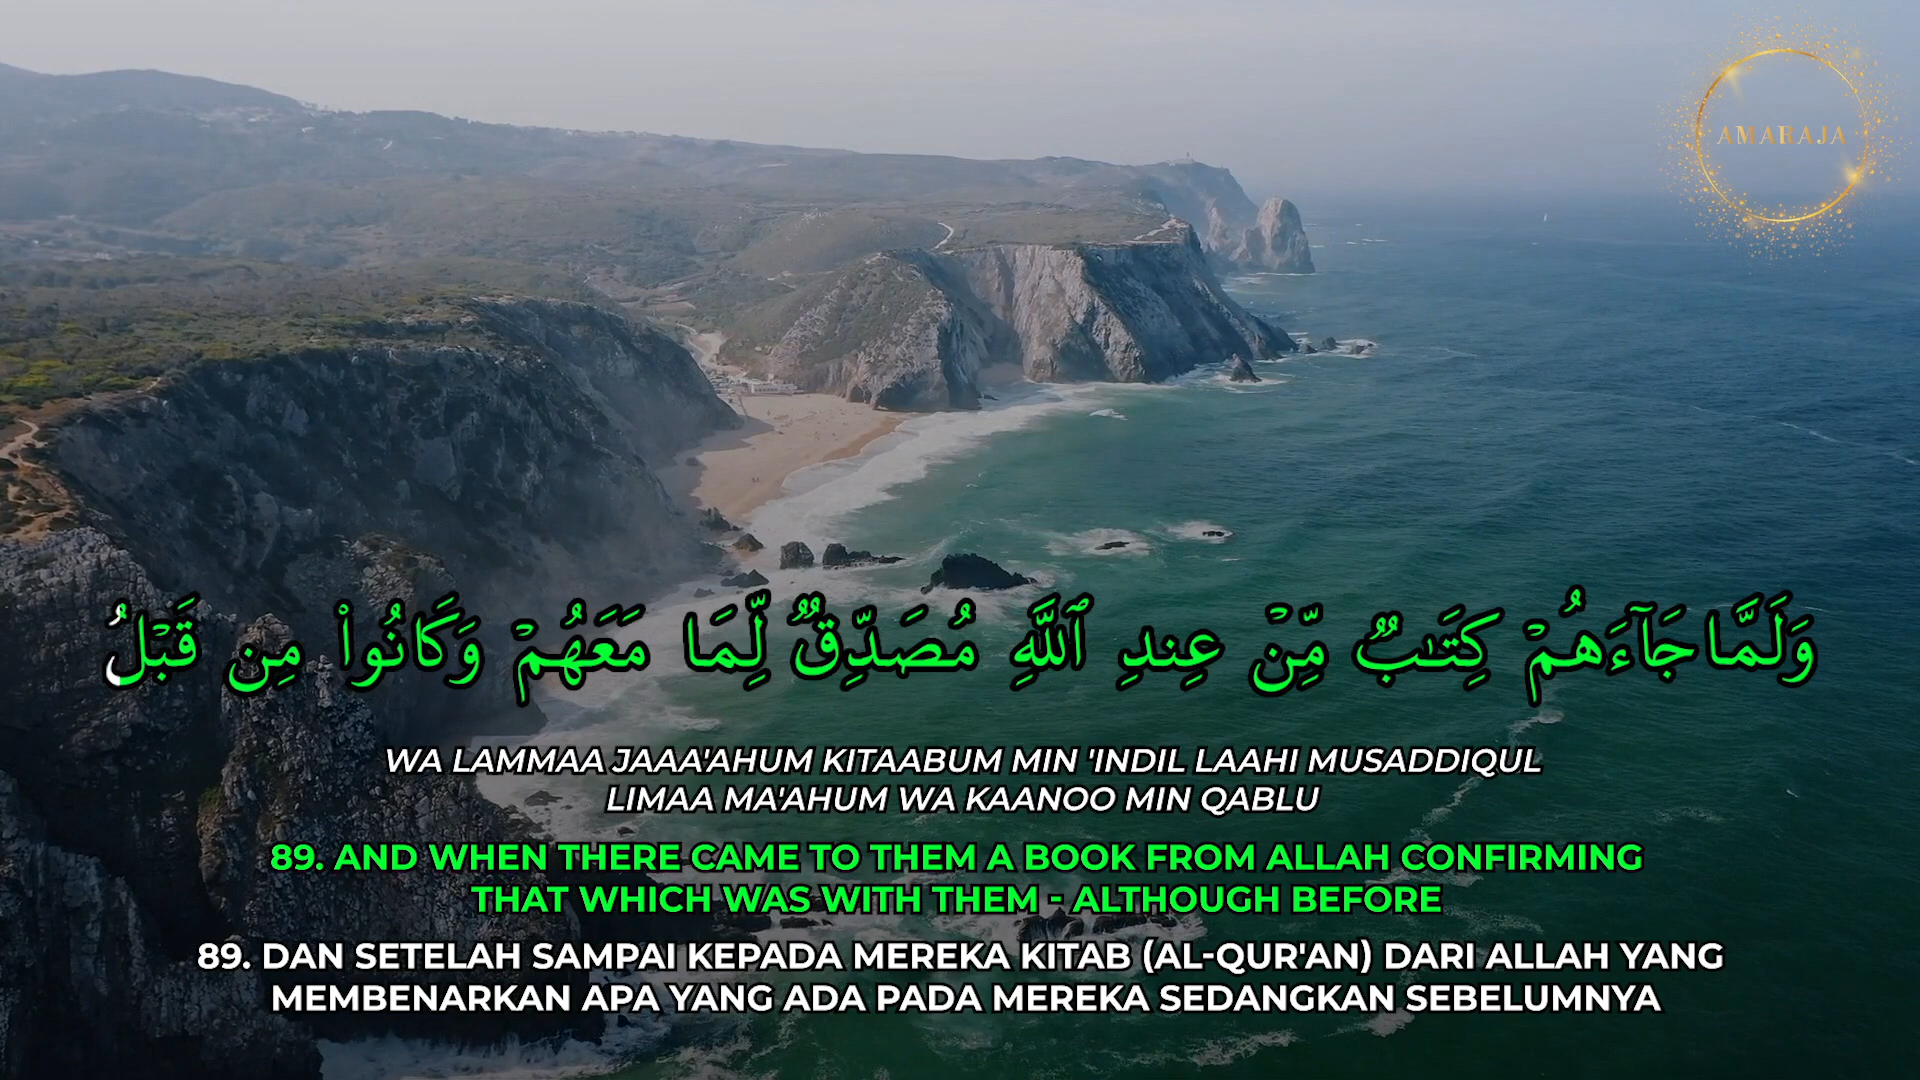 AMARAJA
وَلَمَّا جَآءَهُمْ كِتَـٰبٌ مِّنْ عِندِ ٱللَّهِ مُصَدِّقٌ لِّمَا مَعَهُمْ وَكَانُوا۟ مِن قَبْلُ
WA LAMMAA JAAA'AHUM KITAABUM MIN 'INDIL LAAHI MUSADDIQUL
LIMAA MA'AHUM WA KAANOO MIN QABLU
89. AND WHEN THERE CAME TO THEM A BOOK FROM ALLAH CONFIRMING
THAT WHICH WAS WITH THEM - ALTHOUGH BEFORE
89. DAN SETELAH SAMPAI KEPADA MEREKA KITAB (AL-QUR'AN) DARI ALLAH YANG
MEMBENARKAN APA YANG ADA PADA MEREKA SEDANGKAN SEBELUMNYA